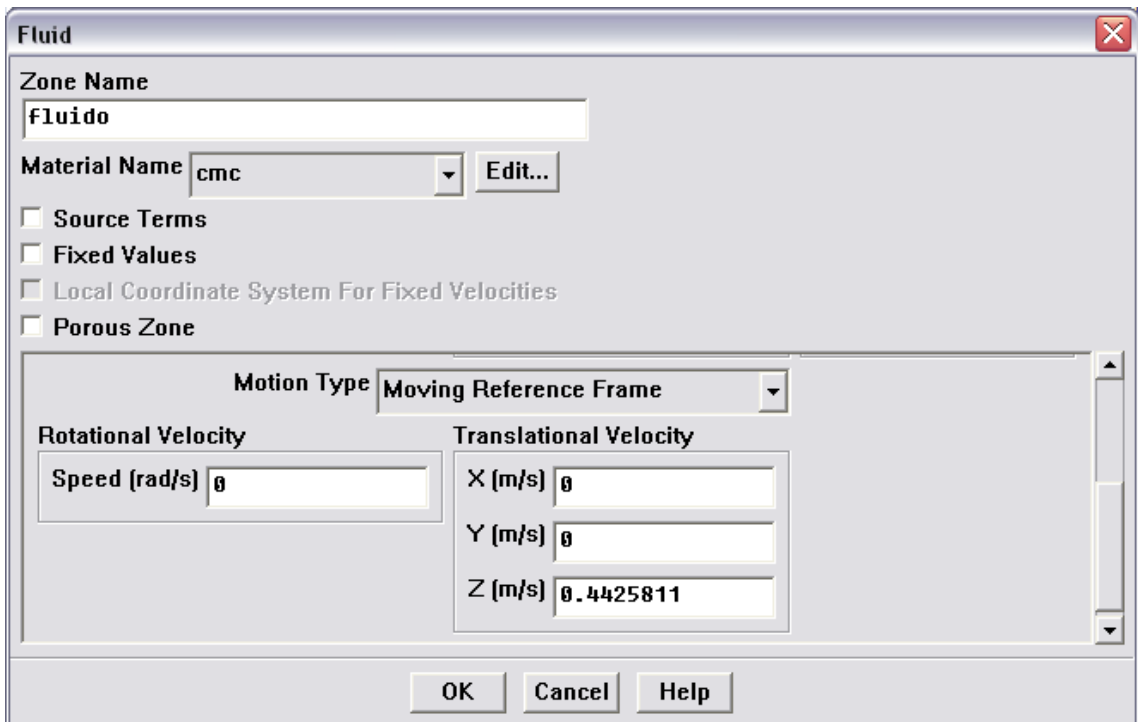 Fluid
Zone Name
fluido
Material Name cmc Edit...
Source Terms
Fixed Values
Local Coordinate System For Fixed Velocities
Porous Zone
Motion Type Moving Reference Frame
Rotational Velocity Translational Velocity
Speed (rad/s) 0 X (m/s) 0
Y (m/s) 0
Z (m/s) 0.4425811
OK Cancel Help